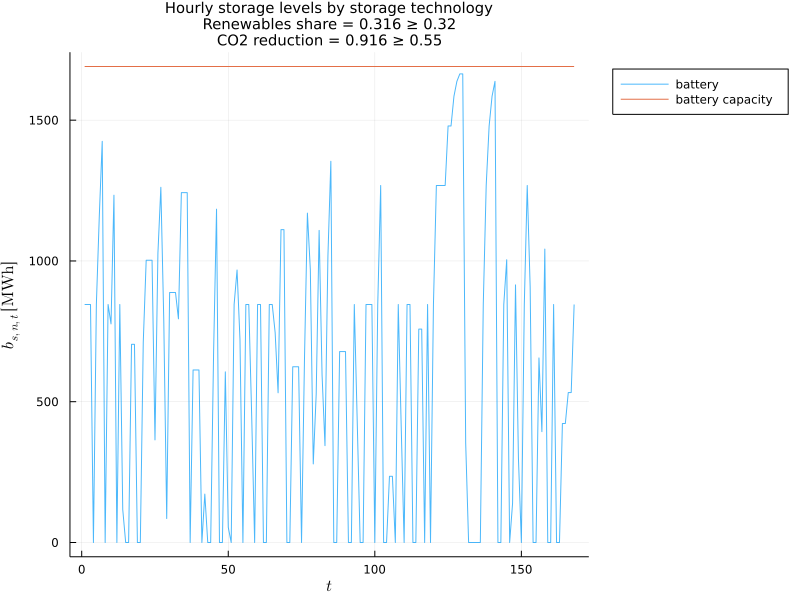 Hourly storage levels by storage technology
Renewables share = 0.316 ≥ 0.32
CO2 reduction = 0.916 ≥ 0.55
battery
battery capacity
1500
1000
500
0
b_{s, n, t} [MWh]
0 50 100 150
t